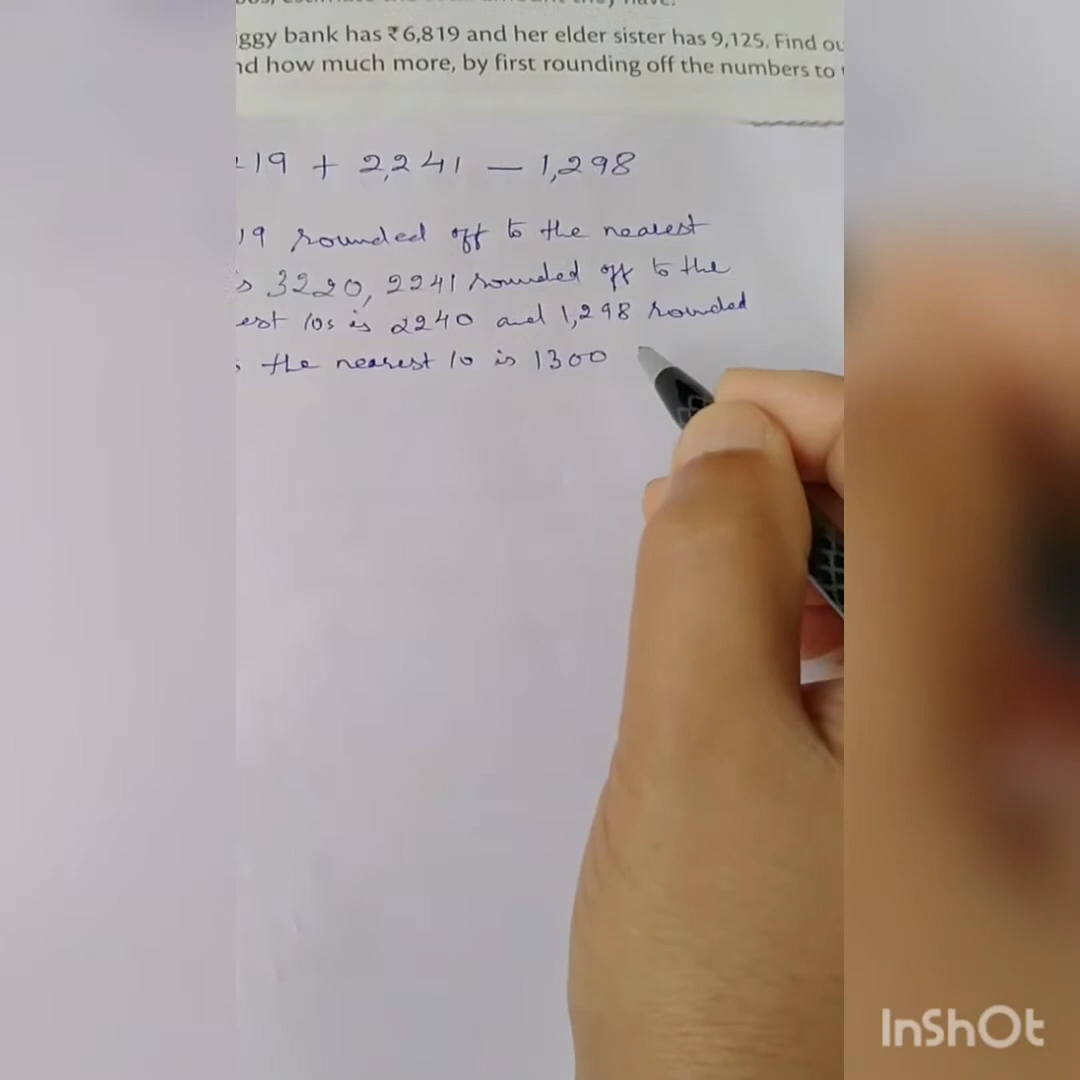 ggy bank has ₹6,819 and her elder sister has 9,125. Find ou
nd how much more, by first rounding off the numbers to
19 + 2,241 — 1,298
19 rounded off to the nearest
3220, 2241 rounded off to the
est 10s is 2240 and 1,298 rounded
the nearest 10 is 1300
InShOt